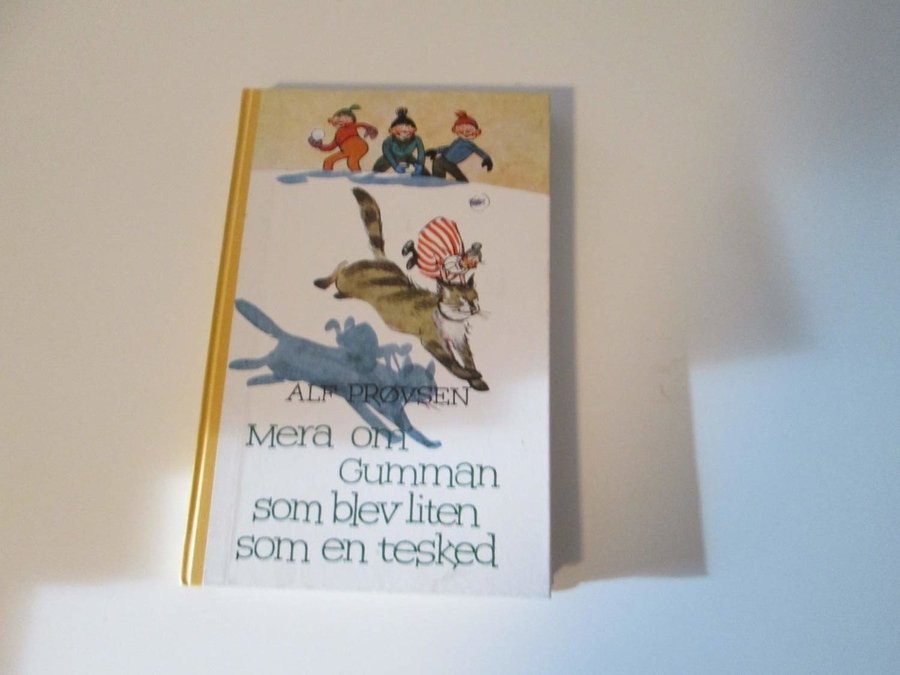 ALF PRØYSEN
Mera om
Gumman
som blev liten
som en tesked